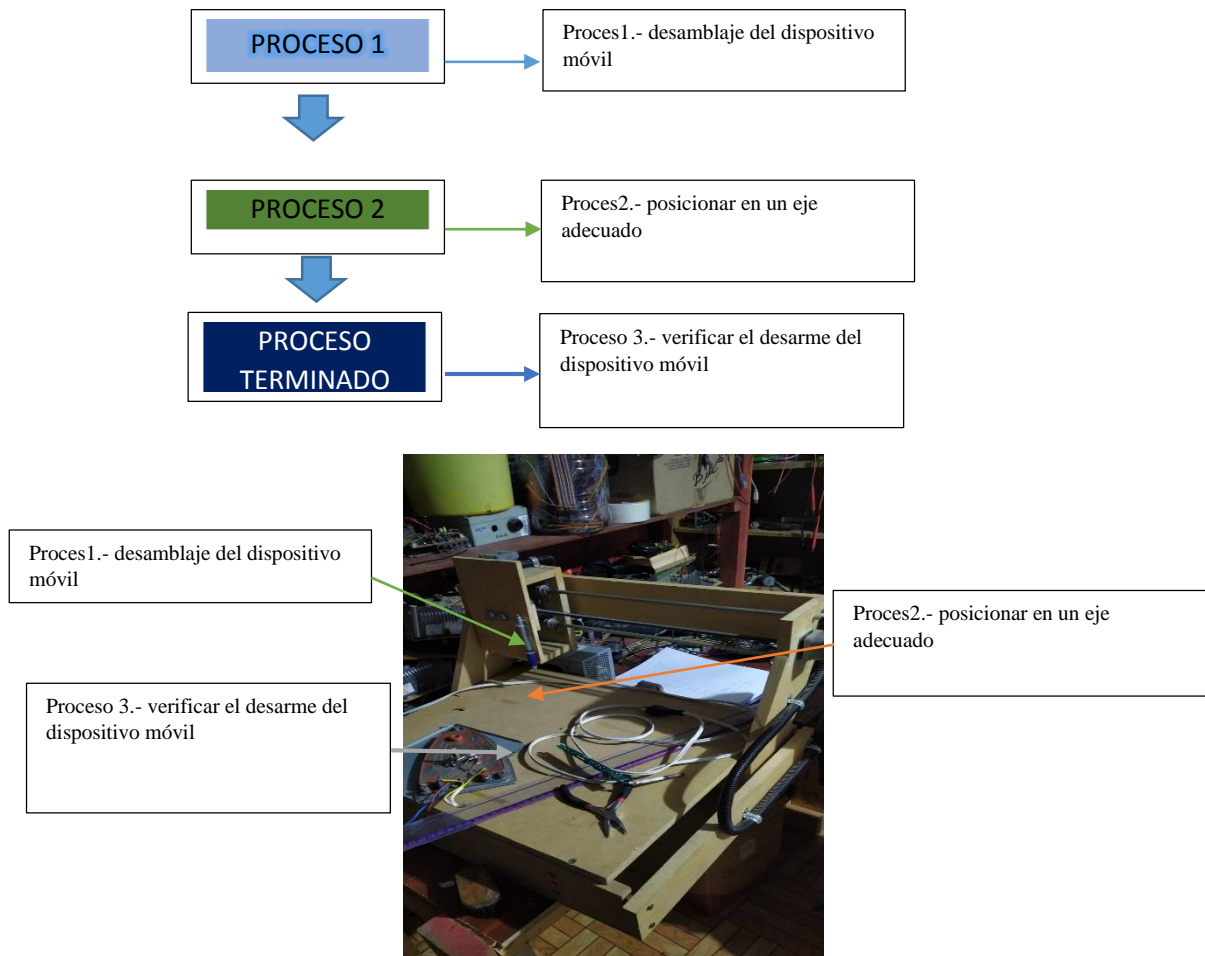 PROCESO 1
Proces1.- desamblaje del dispositivo
móvil
PROCESO 2
Proces2.- posicionar en un eje
adecuado
PROCESO
TERMINADO
Proceso 3.- verificar el desarme del
dispositivo móvil
Proces1.- desamblaje del dispositivo
móvil
Proces2.- posicionar en un eje
adecuado
Proceso 3.- verificar el desarme del
dispositivo móvil